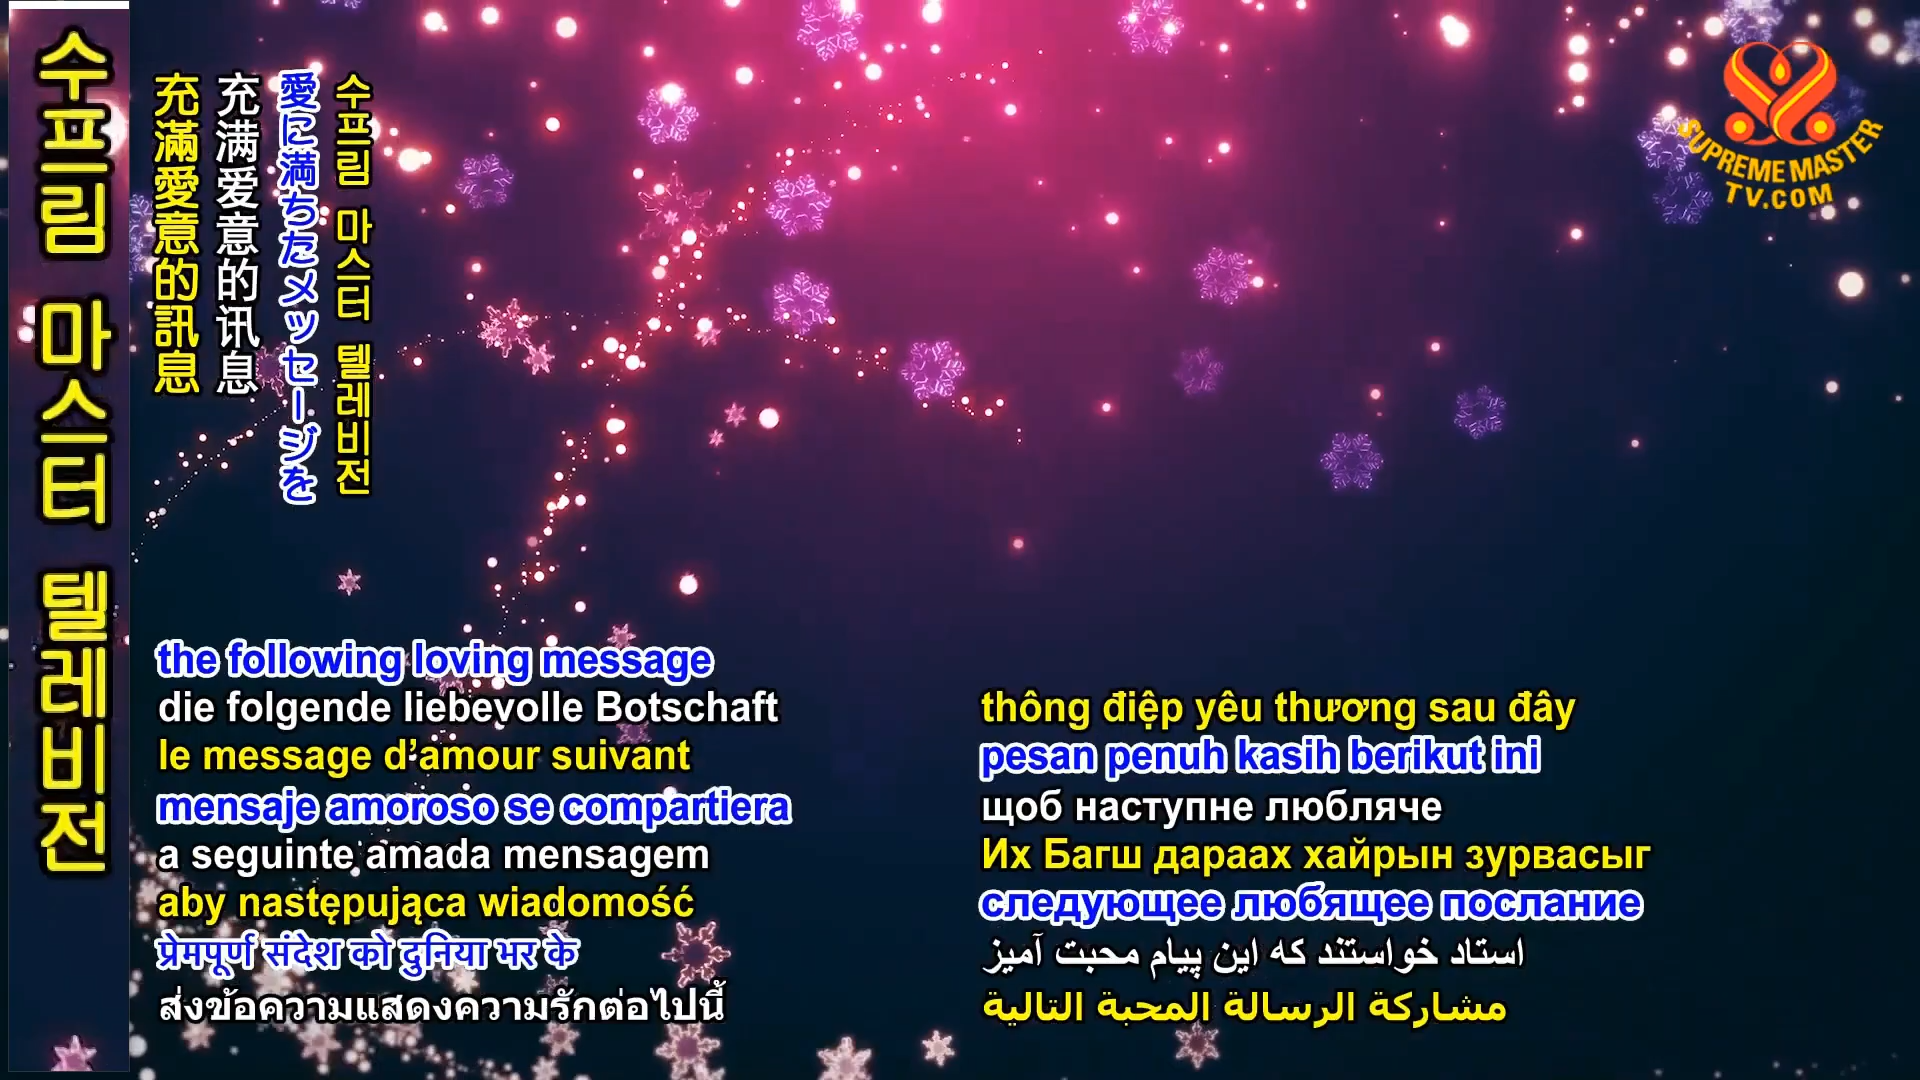 수프림 마스터 텔레비전
充滿愛意的訊息
充满爱意的讯息
愛に満ちたメッセージを
수프림 마스터 텔레비전
SUPREME MASTER
TV.COM
the following loving message
die folgende liebevolle Botschaft
le message d’amour suivant
mensaje amoroso se compartiera
a seguinte amada mensagem
aby następująca wiadomość
प्रेमपूर्ण संदेश को दुनिया भर के
ส่งข้อความแสดงความรักต่อไปนี้
thông điệp yêu thương sau đây
pesan penuh kasih berikut ini
щоб наступне любляче
Их Багш дараах хайрын зурвасыг
следующее любящее послание
استاد خواستند که این پیام محبت آمیز
مشاركة الرسالة المحبة التالية